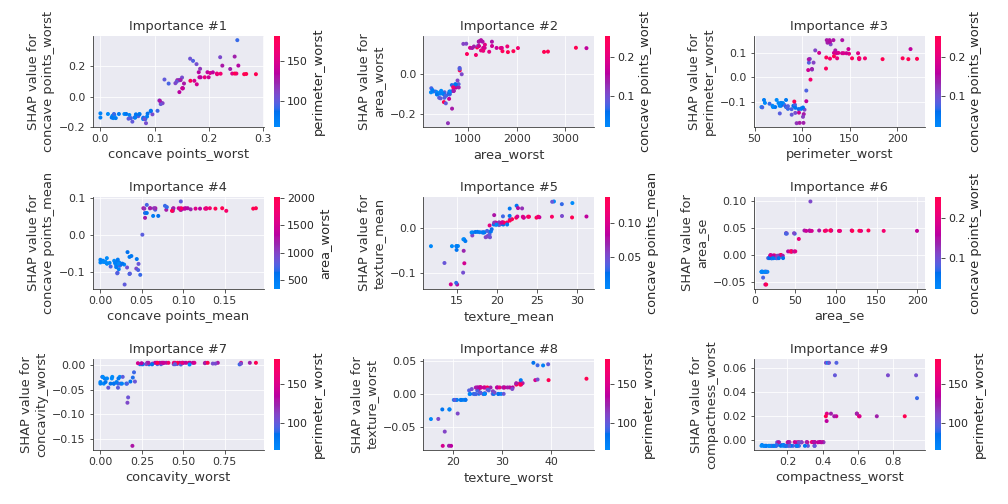 Importance #1
SHAP value for
concave points_worst
0.2
0.0
−0.2
0.0
0.1
0.2
0.3
concave points_worst
150
100
perimeter_worst
Importance #2
SHAP value for
area_worst
0.0
−0.2
1000
2000
3000
area_worst
0.2
0.1
concave points_worst
Importance #3
SHAP value for
perimeter_worst
0.1
0.0
−0.1
50
100
150
200
perimeter_worst
0.2
0.1
concave points_worst
Importance #4
SHAP value for
concave points_mean
0.1
0.0
−0.1
0.00
0.05
0.10
0.15
concave points_mean
2000
1500
1000
500
area_worst
Importance #5
SHAP value for
texture_mean
0.0
−0.1
15
20
25
30
texture_mean
0.10
0.05
concave points_mean
Importance #6
SHAP value for
area_se
0.10
0.05
0.00
−0.05
0
50
100
150
200
area_se
0.2
0.1
concave points_worst
Importance #7
SHAP value for
concavity_worst
0.00
−0.05
−0.10
−0.15
0.00
0.25
0.50
0.75
concavity_worst
150
100
perimeter_worst
Importance #8
SHAP value for
texture_worst
0.05
0.00
−0.05
20
30
40
texture_worst
150
100
perimeter_worst
Importance #9
SHAP value for
compactness_worst
0.06
0.04
0.02
0.00
0.2
0.4
0.6
0.8
compactness_worst
150
100
perimeter_worst